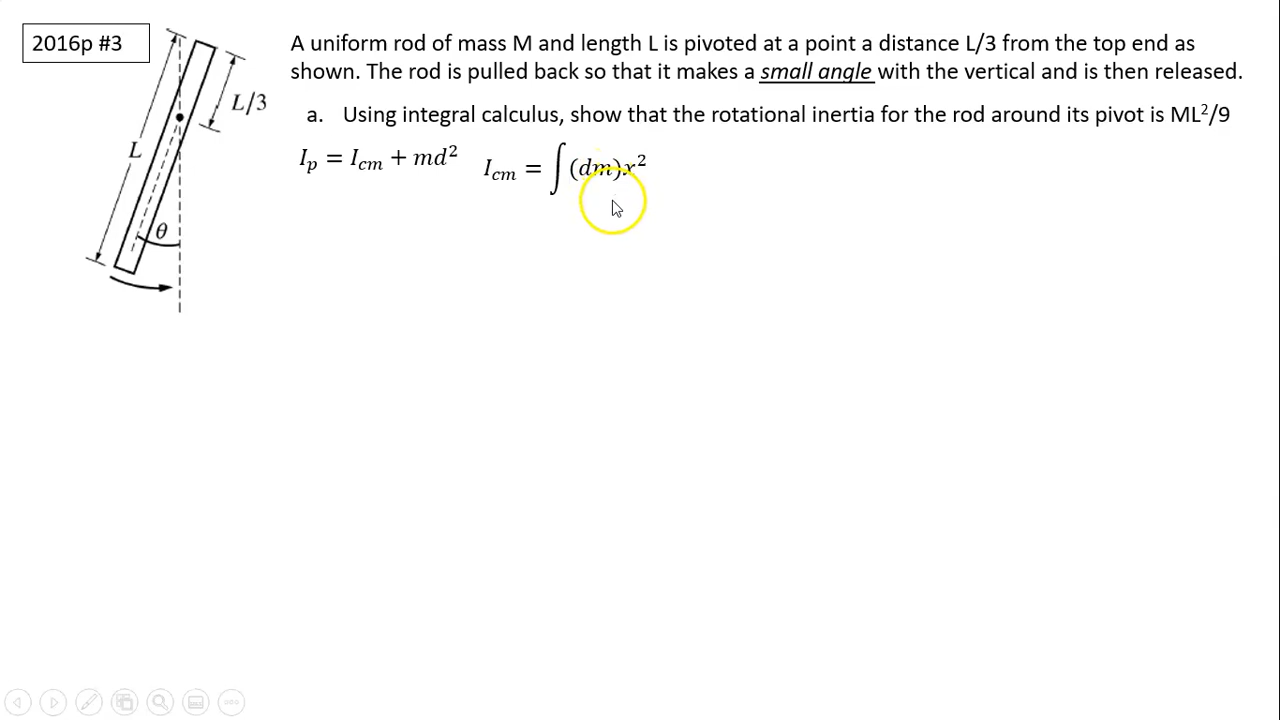 2016p #3
A uniform rod of mass M and length L is pivoted at a point a distance L/3 from the top end as
shown. The rod is pulled back so that it makes a small angle with the vertical and is then released.
a. Using integral calculus, show that the rotational inertia for the rod around its pivot is ML²/9
I_p = I_cm + md²
I_cm = ∫(dm)x²
L/3
L
θ